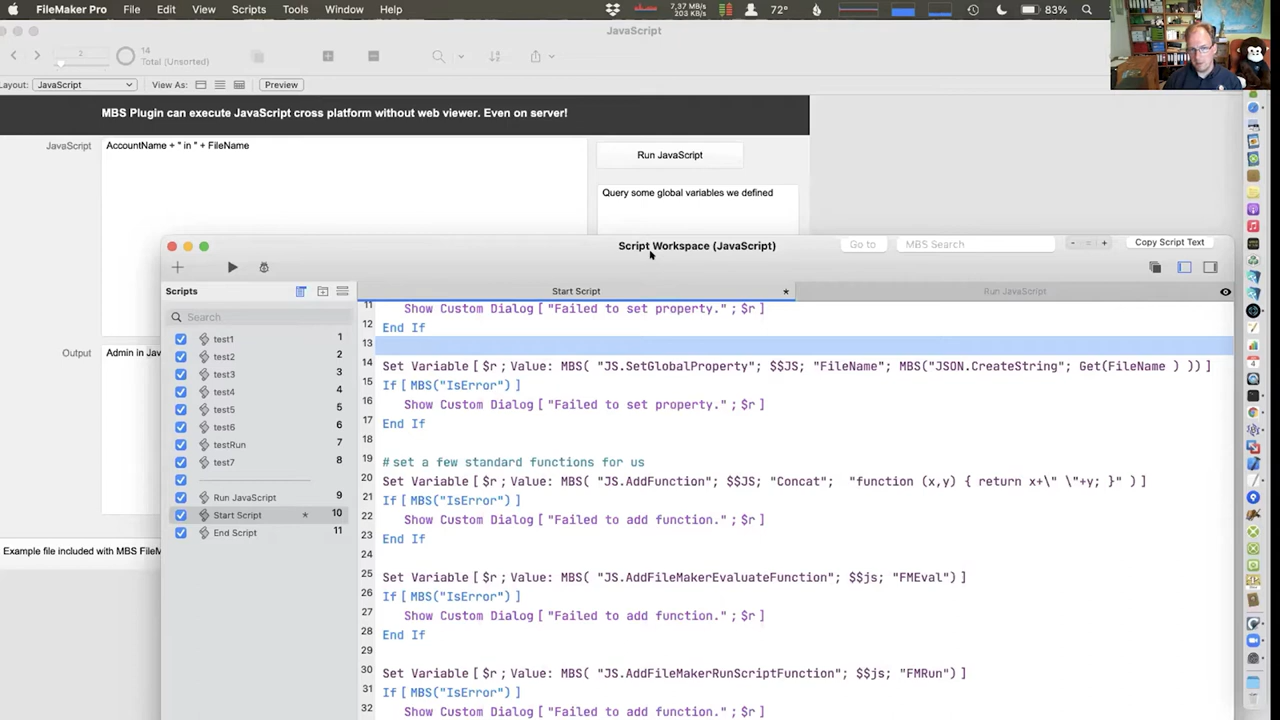 FileMaker Pro File Edit View Scripts Tools Window Help 7,37 MB/s 203 KB/s 72° 83%
JavaScript
2
14
Total (Unsorted)
Layout: JavaScript View As: Preview
MBS Plugin can execute JavaScript cross platform without web viewer. Even on server!
JavaScript AccountName + " in " + FileName
Run JavaScript
Query some global variables we defined
Output Admin in Jav
Example file included with MBS FileM
Script Workspace (JavaScript) Go to MBS Search - = + Copy Script Text
Scripts
Search
test1 1
test2 2
test3 3
test4 4
test5 5
test6 6
testRun 7
test7 8
Run JavaScript 9
Start Script * 10
End Script 11
Start Script * Run JavaScript
11 Show Custom Dialog [ "Failed to set property." ; $r ]
12 End If
13
14 Set Variable [ $r ; Value: MBS( "JS.SetGlobalProperty"; $$JS; "FileName"; MBS("JSON.CreateString"; Get(FileName ) )) ]
15 If [ MBS("IsError") ]
16 Show Custom Dialog [ "Failed to set property." ; $r ]
17 End If
18
19 # set a few standard functions for us
20 Set Variable [ $r ; Value: MBS( "JS.AddFunction"; $$JS; "Concat"; "function (x,y) { return x+\" \"+y; }" ) ]
21 If [ MBS("IsError") ]
22 Show Custom Dialog [ "Failed to add function." ; $r ]
23 End If
24
25 Set Variable [ $r ; Value: MBS( "JS.AddFileMakerEvaluateFunction"; $$js; "FMEval") ]
26 If [ MBS("IsError") ]
27 Show Custom Dialog [ "Failed to add function." ; $r ]
28 End If
29
30 Set Variable [ $r ; Value: MBS( "JS.AddFileMakerRunScriptFunction"; $$js; "FMRun") ]
31 If [ MBS("IsError") ]
32 Show Custom Dialog [ "Failed to add function." ; $r ]